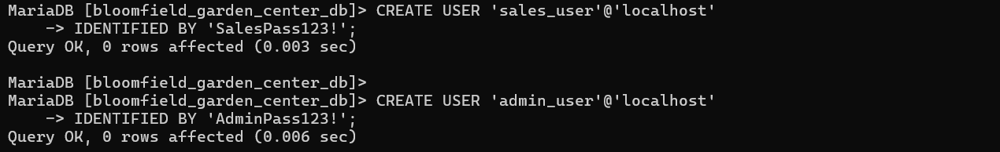 MariaDB [bloomfield_garden_center_db]> CREATE USER 'sales_user'@'localhost'
    -> IDENTIFIED BY 'SalesPass123!';
Query OK, 0 rows affected (0.003 sec)

MariaDB [bloomfield_garden_center_db]>
MariaDB [bloomfield_garden_center_db]> CREATE USER 'admin_user'@'localhost'
    -> IDENTIFIED BY 'AdminPass123!';
Query OK, 0 rows affected (0.006 sec)